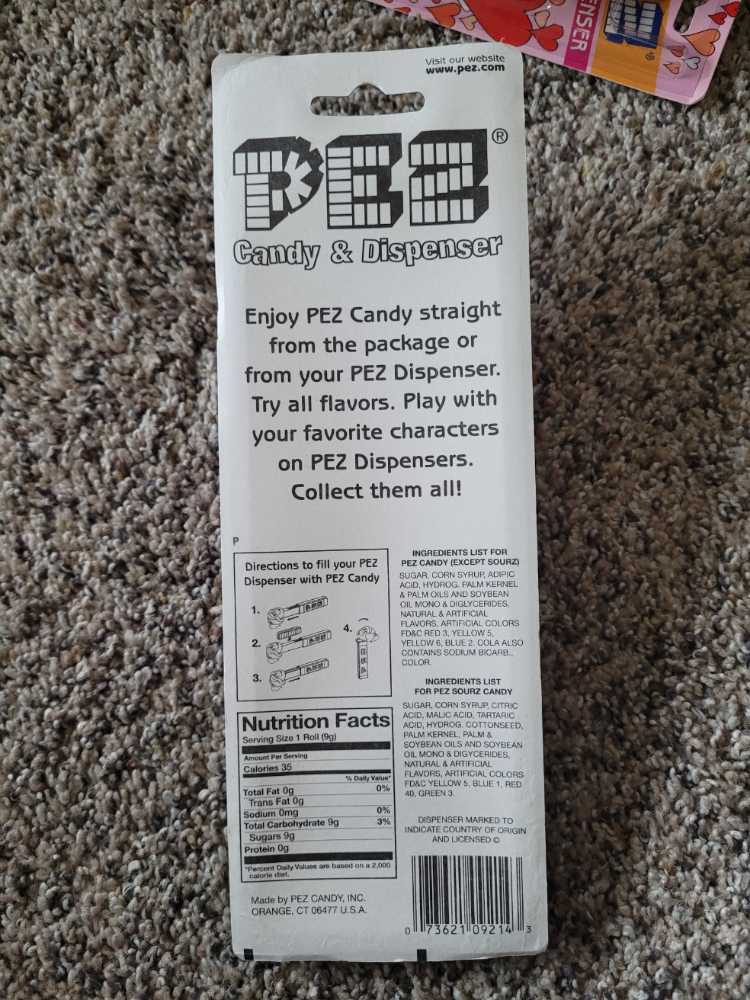 ENSER
PEZ
Visit our website
www.pez.com
PEZ®
Candy & Dispenser
Enjoy PEZ Candy straight
from the package or
from your PEZ Dispenser.
Try all flavors. Play with
your favorite characters
on PEZ Dispensers.
Collect them all!
P
Directions to fill your PEZ
Dispenser with PEZ Candy
1.
2.
3.
4.
INGREDIENTS LIST FOR
PEZ CANDY (EXCEPT SOURZ)
SUGAR, CORN SYRUP, ADIPIC
ACID, HYDROG. PALM KERNEL
& PALM OILS AND SOYBEAN
OIL MONO & DIGLYCERIDES,
NATURAL & ARTIFICIAL
FLAVORS, ARTIFICIAL COLORS
FD&C RED 3, YELLOW 5,
YELLOW 6, BLUE 2. COLA ALSO
CONTAINS SODIUM BICARB.,
COLOR.
INGREDIENTS LIST
FOR PEZ SOURZ CANDY
SUGAR, CORN SYRUP, CITRIC
ACID, MALIC ACID, TARTARIC
ACID, HYDROG. COTTONSEED,
PALM KERNEL, PALM &
SOYBEAN OILS AND SOYBEAN
OIL MONO & DIGYCERIDES,
NATURAL & ARTIFICIAL
FLAVORS, ARTIFICIAL COLORS
FD&C YELLOW 5, BLUE 1, RED
40, GREEN 3.
DISPENSER MARKED TO
INDICATE COUNTRY OF ORIGIN
AND LICENSED ©
Nutrition Facts
Serving Size 1 Roll (9g)
Amount Per Serving
Calories 35
% Daily Value*
Total Fat 0g 0%
Trans Fat 0g
Sodium 0mg 0%
Total Carbohydrate 9g 3%
Sugars 9g
Protein 0g
*Percent Daily Values are based on a 2,000
calorie diet.
Made by PEZ CANDY, INC.
ORANGE, CT 06477 U.S.A.
0 73621 09214 3